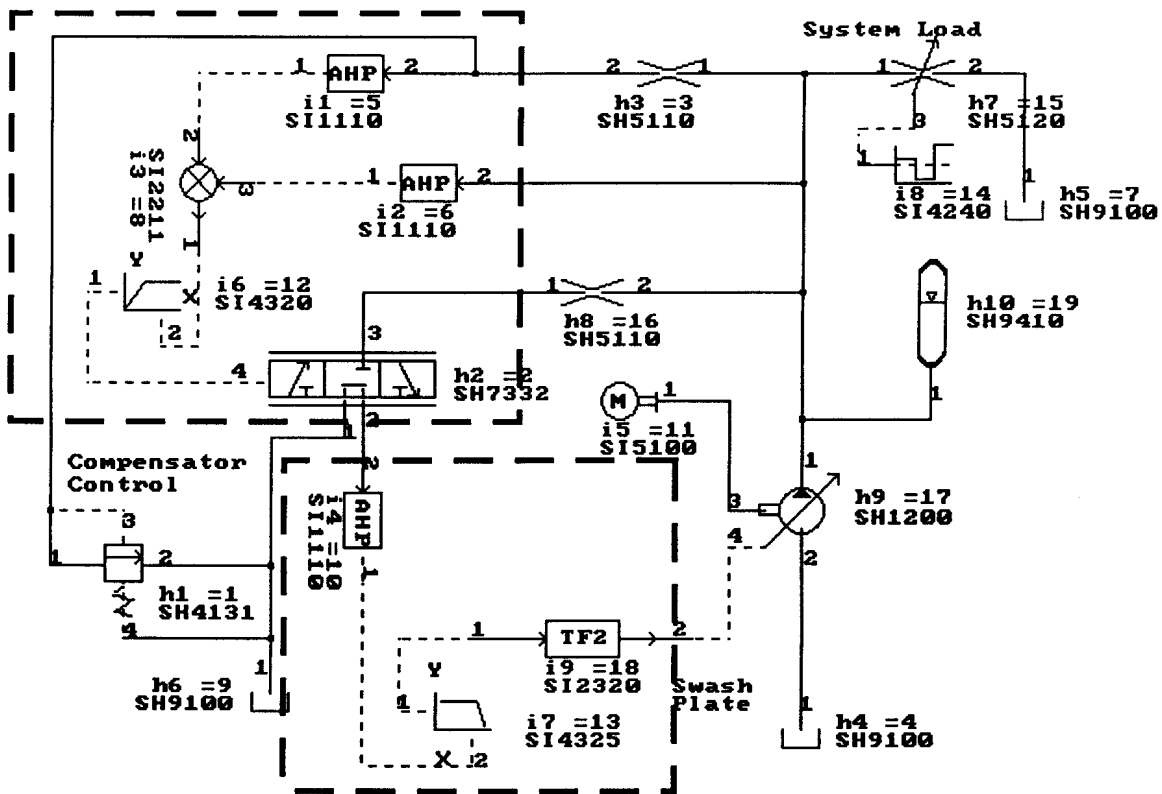 System Load
1
AHP
2
2
1
1
2
i1 =5
SI1110
h3 =3
SH5110
h7 =15
SH5120
3
2
1
i8 =14
SI4240
1
h5 =7
SH9100
SI2211
i3 =8
3
1
AHP
2
i2 =6
SI1110
1
Y
1
X
2
i6 =12
SI4320
1
2
h8 =16
SH5110
h10 =19
SH9410
1
3
4
h2 =2
SH7332
1
2
M
1
i5 =11
SI5100
Compensator
Control
2
i4 =10
SI1110
AHP
1
1
3
4
2
h9 =17
SH1200
3
1
2
h1 =1
SH4131
4
1
h6 =9
SH9100
1
TF2
2
i9 =18
SI2320
Swash
Plate
Y
1
X
2
i7 =13
SI4325
1
h4 =4
SH9100